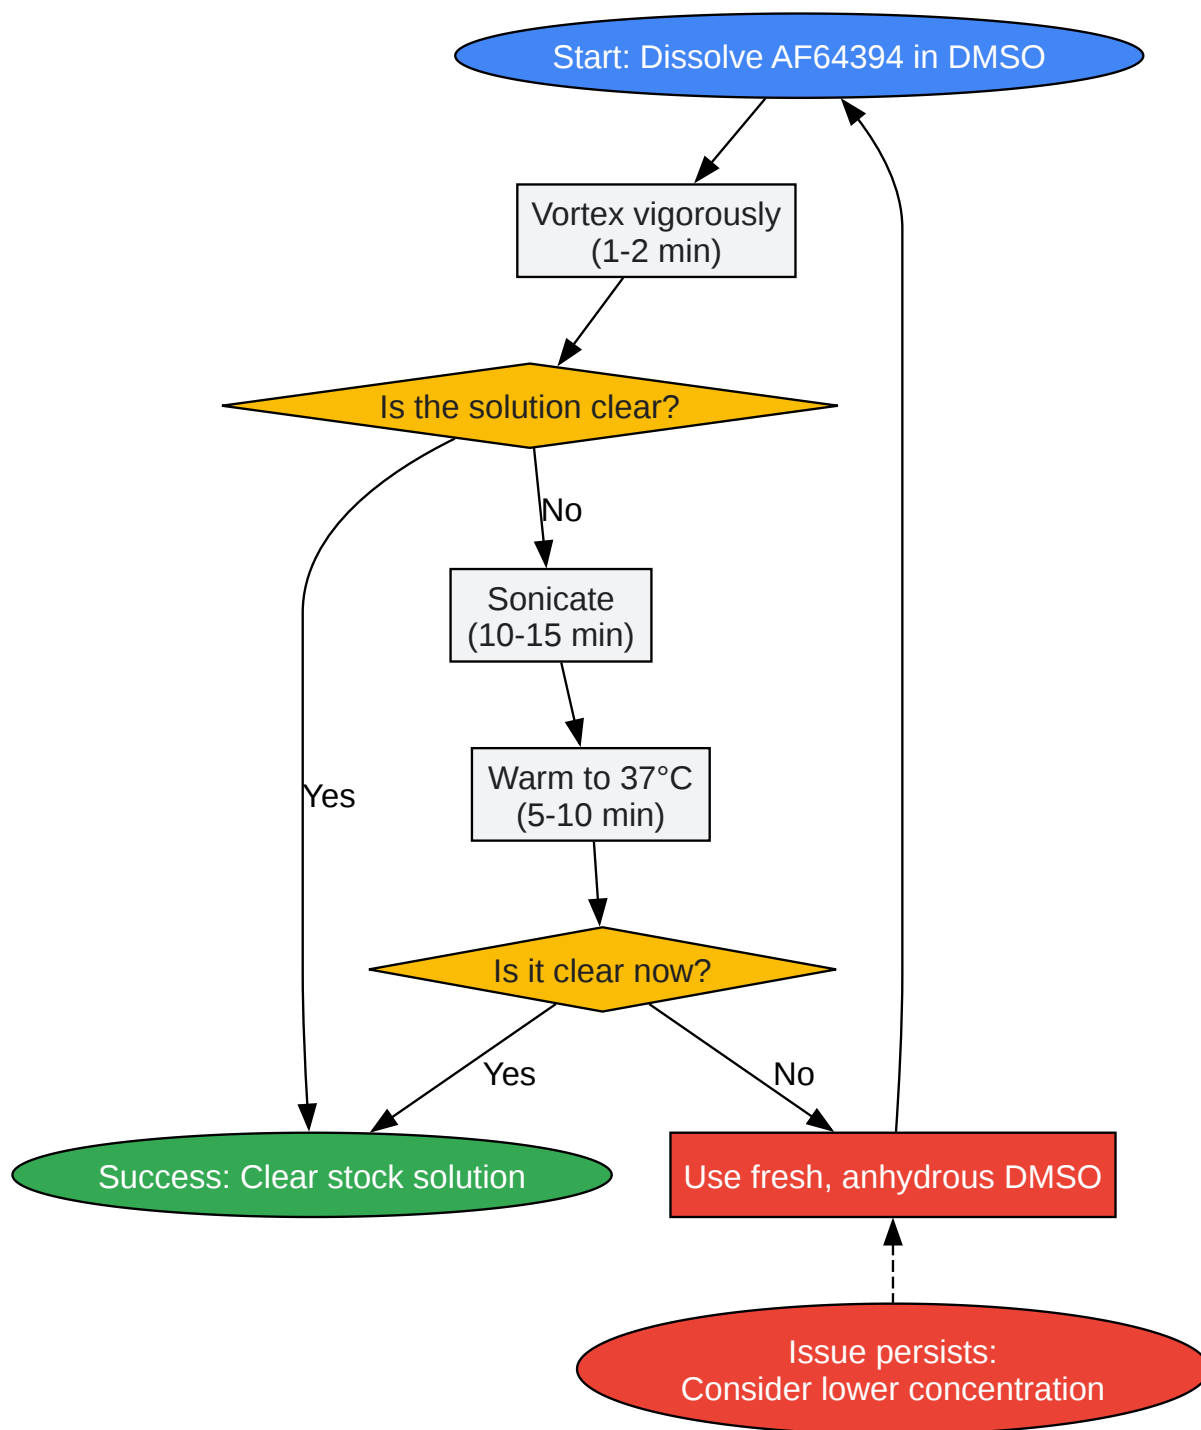 Start: Dissolve AF64394 in DMSO
Vortex vigorously
(1-2 min)
Is the solution clear?
No
Sonicate
(10-15 min)
Warm to 37°C
(5-10 min)
Yes
Is it clear now?
Yes
No
Success: Clear stock solution
Use fresh, anhydrous DMSO
Issue persists:
Consider lower concentration